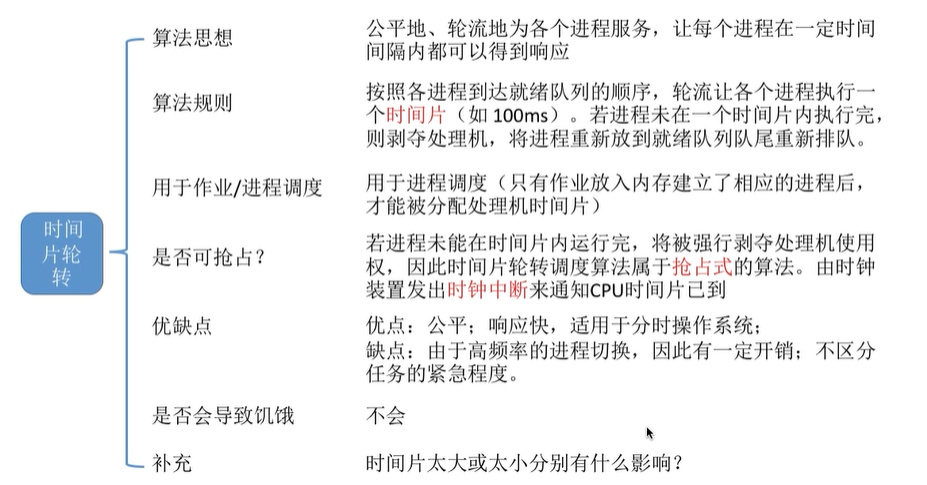 时间
片轮
转
算法思想
公平地、轮流地为各个进程服务，让每个进程在一定时间
间隔内都可以得到响应
算法规则
按照各进程到达就绪队列的顺序，轮流让各个进程执行一
个时间片（如 100ms）。若进程未在一个时间片内执行完，
则剥夺处理机，将进程重新放到就绪队列队尾重新排队。
用于作业/进程调度
用于进程调度（只有作业放入内存建立了相应的进程后，
才能被分配处理机时间片）
是否可抢占？
若进程未能在时间片内运行完，将被强行剥夺处理机使用
权，因此时间片轮转调度算法属于抢占式的算法。由时钟
装置发出时钟中断来通知CPU时间片已到
优缺点
优点：公平；响应快，适用于分时操作系统；
缺点：由于高频率的进程切换，因此有一定开销；不区分
任务的紧急程度。
是否会导致饥饿
不会
补充
时间片太大或太小分别有什么影响？